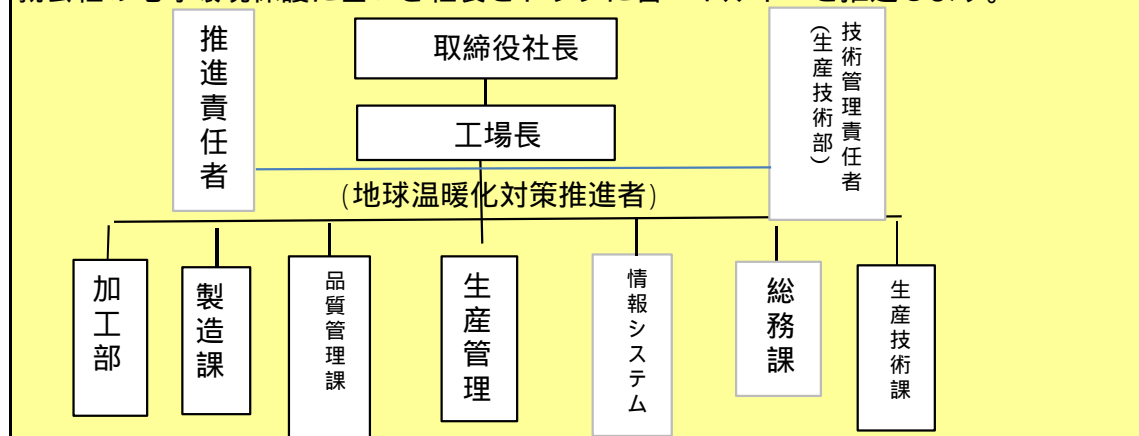 取締役社長
推進責任者
技術管理責任者
(生産技術部)
工場長
(地球温暖化対策推進者)
加工部
製造課
品質管理課
生産管理
情報システム
総務課
生産技術課